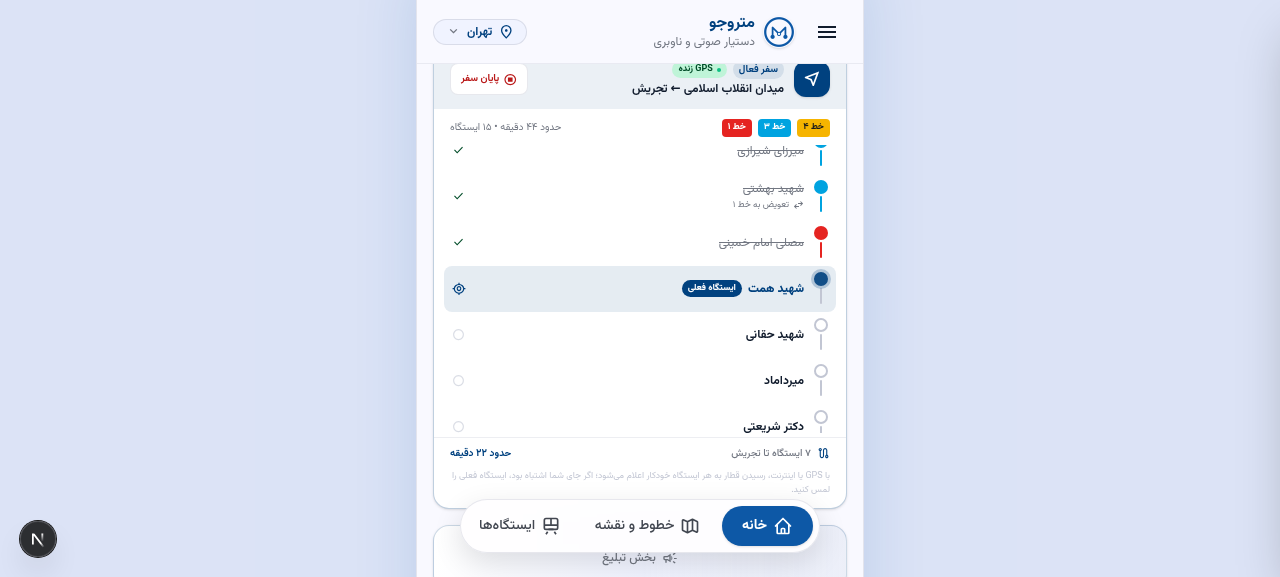 متروجو
دستیار صوتی و ناوبری
تهران
سفر فعال
GPS زنده
میدان انقلاب اسلامی ← تجریش
پایان سفر
خط ۴
خط ۳
خط ۱
حدود ۴۴ دقیقه • ۱۵ ایستگاه
میرزای شیرازی
شهید بهشتی
تعویض به خط ۱
مصلی امام خمینی
شهید همت
ایستگاه فعلی
شهید حقانی
میرداماد
دکتر شریعتی
۷ ایستگاه تا تجریش
حدود ۲۲ دقیقه
با GPS یا اینترنت، رسیدن قطار به هر ایستگاه خودکار اعلام می‌شود؛ اگر جای شما اشتباه بود، ایستگاه فعلی را
لمس کنید.
خانه
خطوط و نقشه
ایستگاه‌ها
بخش تبلیغ
N